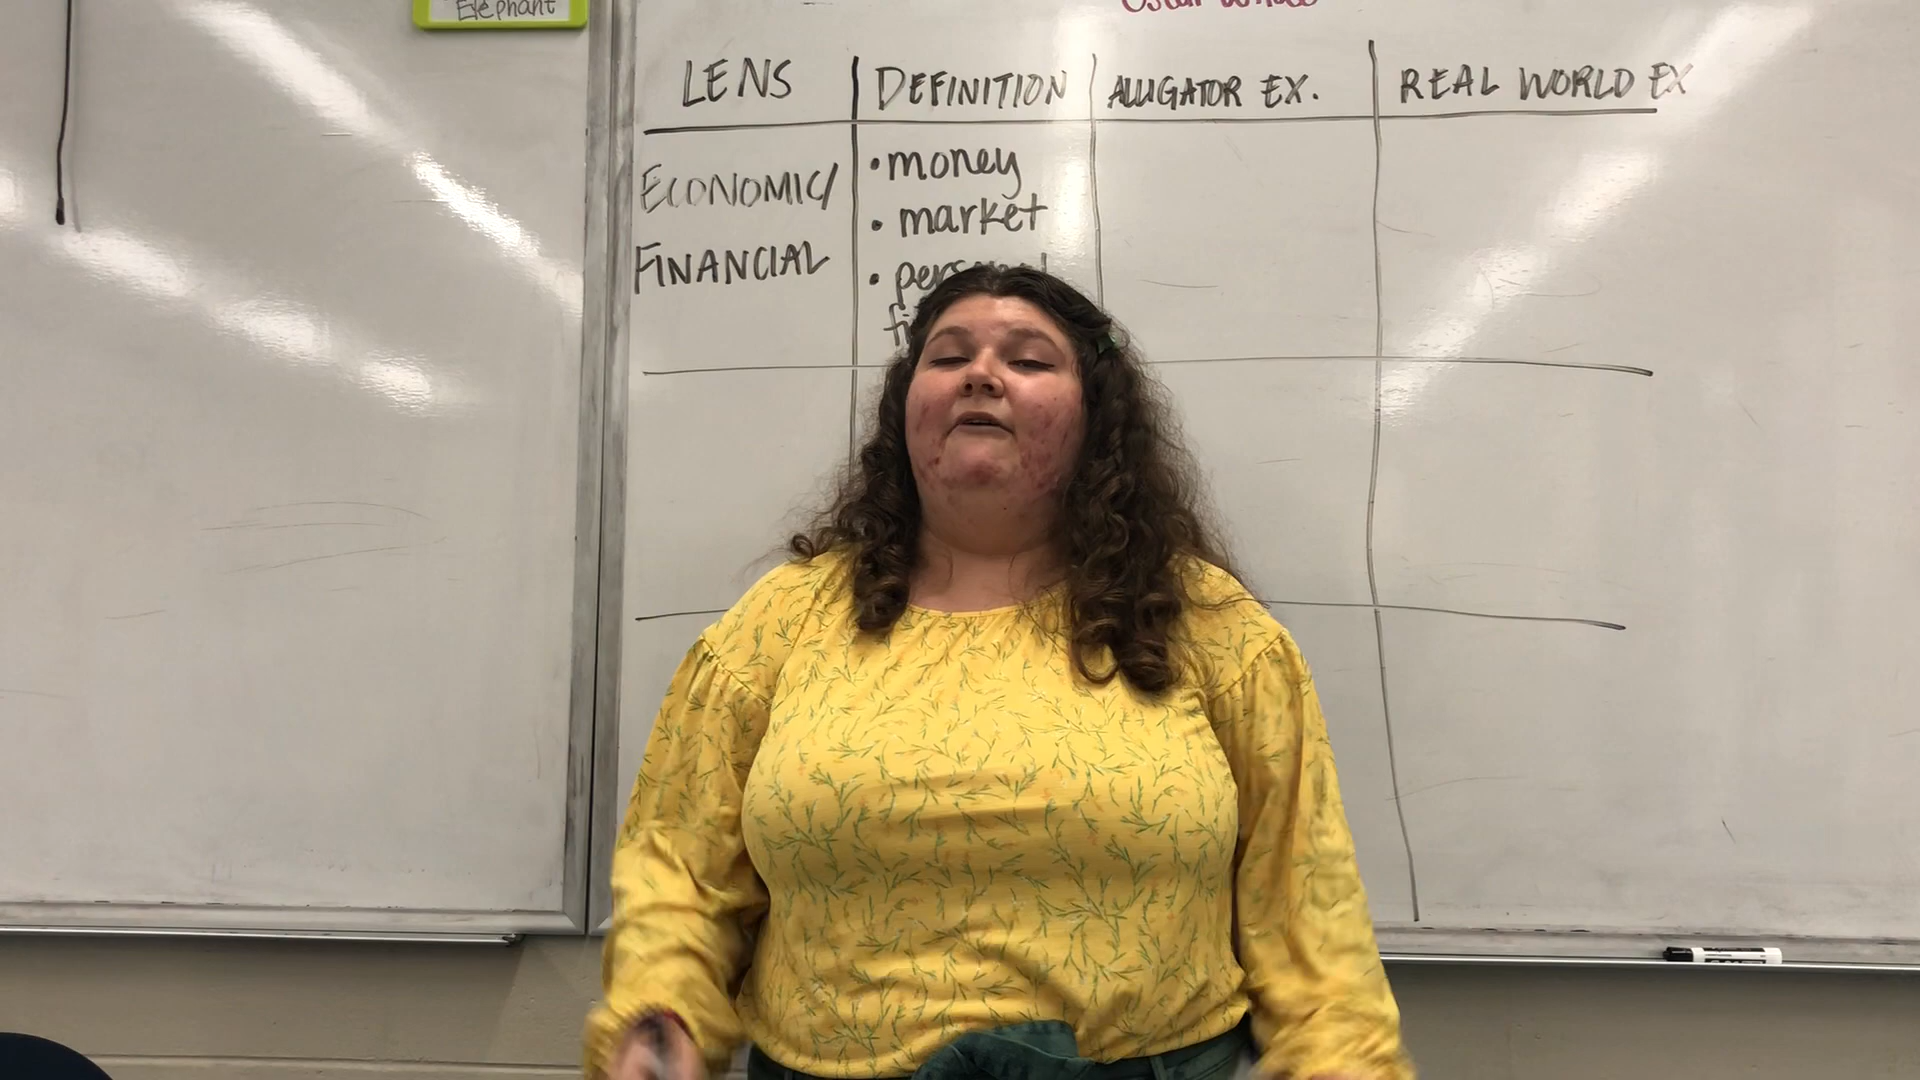 Elephant
LENS DEFINITION ALLIGATOR EX. REAL WORLD EX
ECONOMIC/
FINANCIAL
• money
• market
•